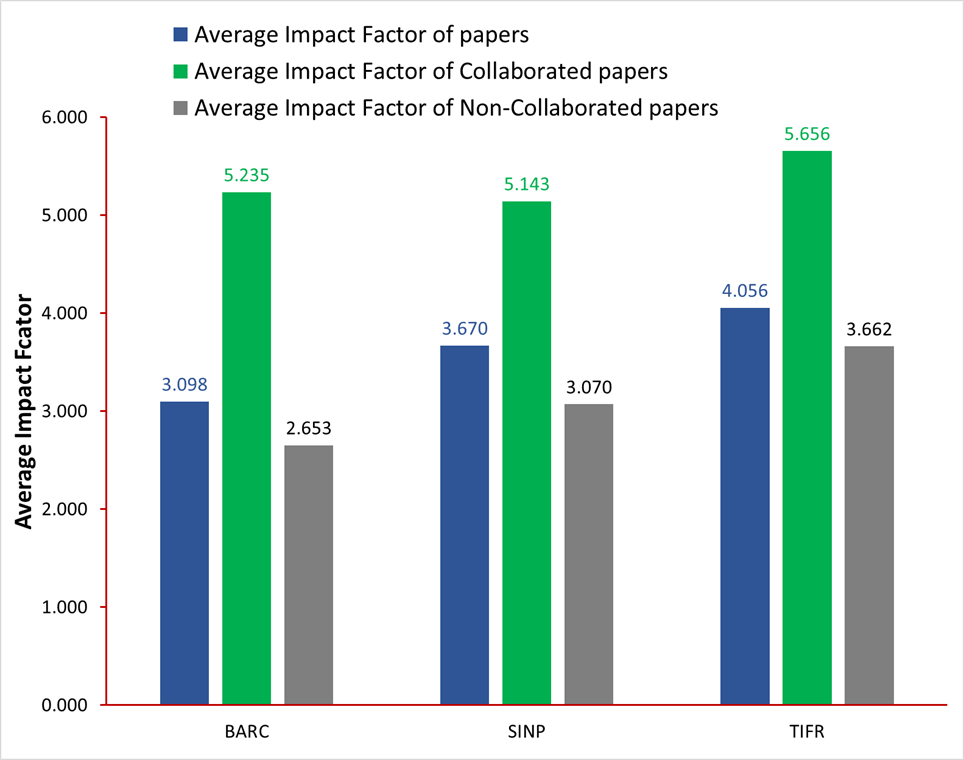 Average Impact Factor of papers
Average Impact Factor of Collaborated papers
Average Impact Factor of Non-Collaborated papers
6.000
5.000
4.000
3.000
2.000
1.000
0.000
Average Impact Fcator
3.098
5.235
2.653
3.670
5.143
3.070
4.056
5.656
3.662
BARC
SINP
TIFR